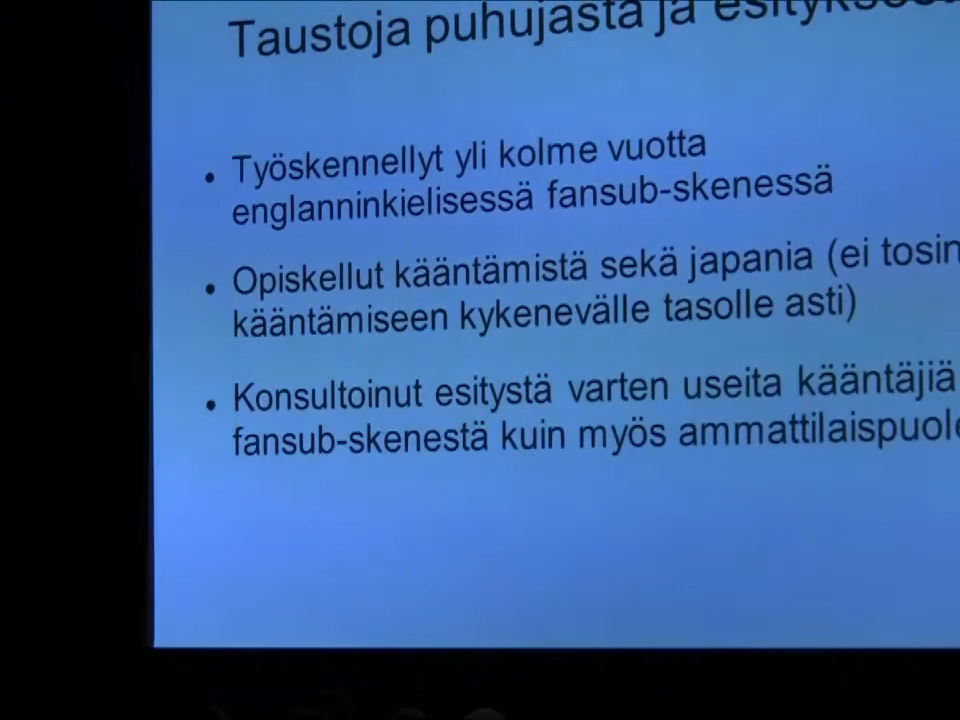 Taustoja puhujasta ja
• Työskennellyt yli kolme vuotta
englanninkielisessä fansub-skenessä
• Opiskellut kääntämistä sekä japania (ei tosin
kääntämiseen kykenevälle tasolle asti)
• Konsultoinut esitystä varten useita kääntäjiä
fansub-skenestä kuin myös